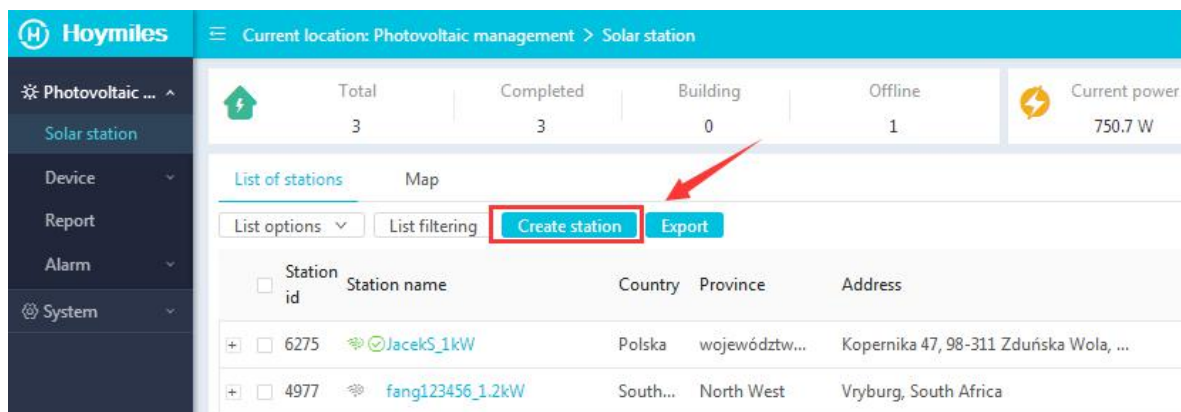 Hoymiles
Current location: Photovoltaic management > Solar station
Photovoltaic ...
Solar station
Device
Report
Alarm
System
Total Completed Building Offline Current power
3 3 0 1 750.7 W
List of stations Map
List options List filtering Create station Export
Station id Station name Country Province Address
6275 JacekS_1kW Polska województw... Kopernika 47, 98-311 Zduńska Wola, ...
4977 fang123456_1.2kW South... North West Vryburg, South Africa